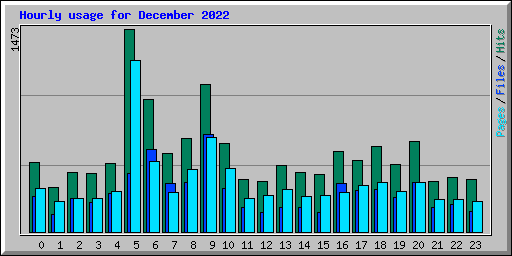 Hourly usage for December 2022
1473
Pages / Files / Hits
0 1 2 3 4 5 6 7 8 9 10 11 12 13 14 15 16 17 18 19 20 21 22 23